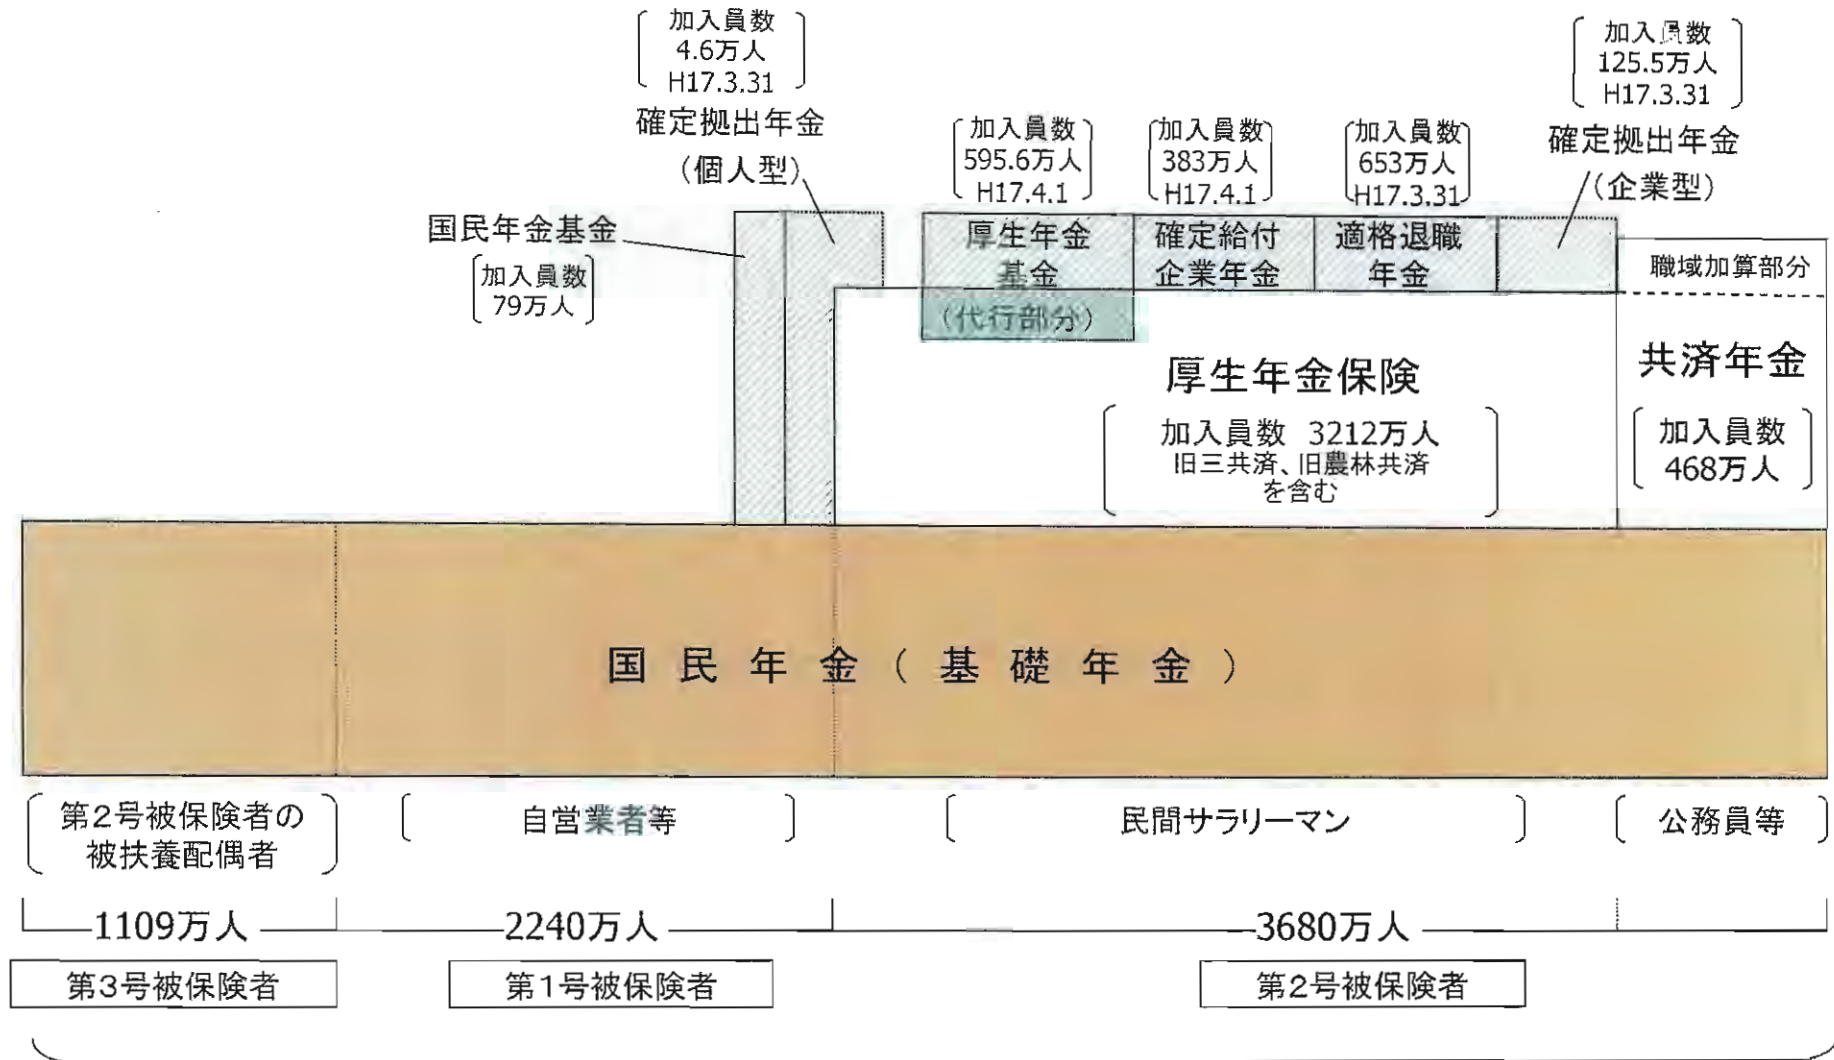 加入員数
4.6万人
H17.3.31
確定拠出年金
（個人型）
加入員数
125.5万人
H17.3.31
確定拠出年金
（企業型）
加入員数
595.6万人
H17.4.1
加入員数
383万人
H17.4.1
加入員数
653万人
H17.3.31
国民年金基金
加入員数
79万人
厚生年金
基金
（代行部分）
確定給付
企業年金
適格退職
年金
職域加算部分
厚生年金保険
加入員数 3212万人
旧三共済、旧農林共済
を含む
共済年金
加入員数
468万人
国民年金（基礎年金）
第2号被保険者の
被扶養配偶者
自営業者等
民間サラリーマン
公務員等
1109万人
2240万人
3680万人
第3号被保険者
第1号被保険者
第2号被保険者